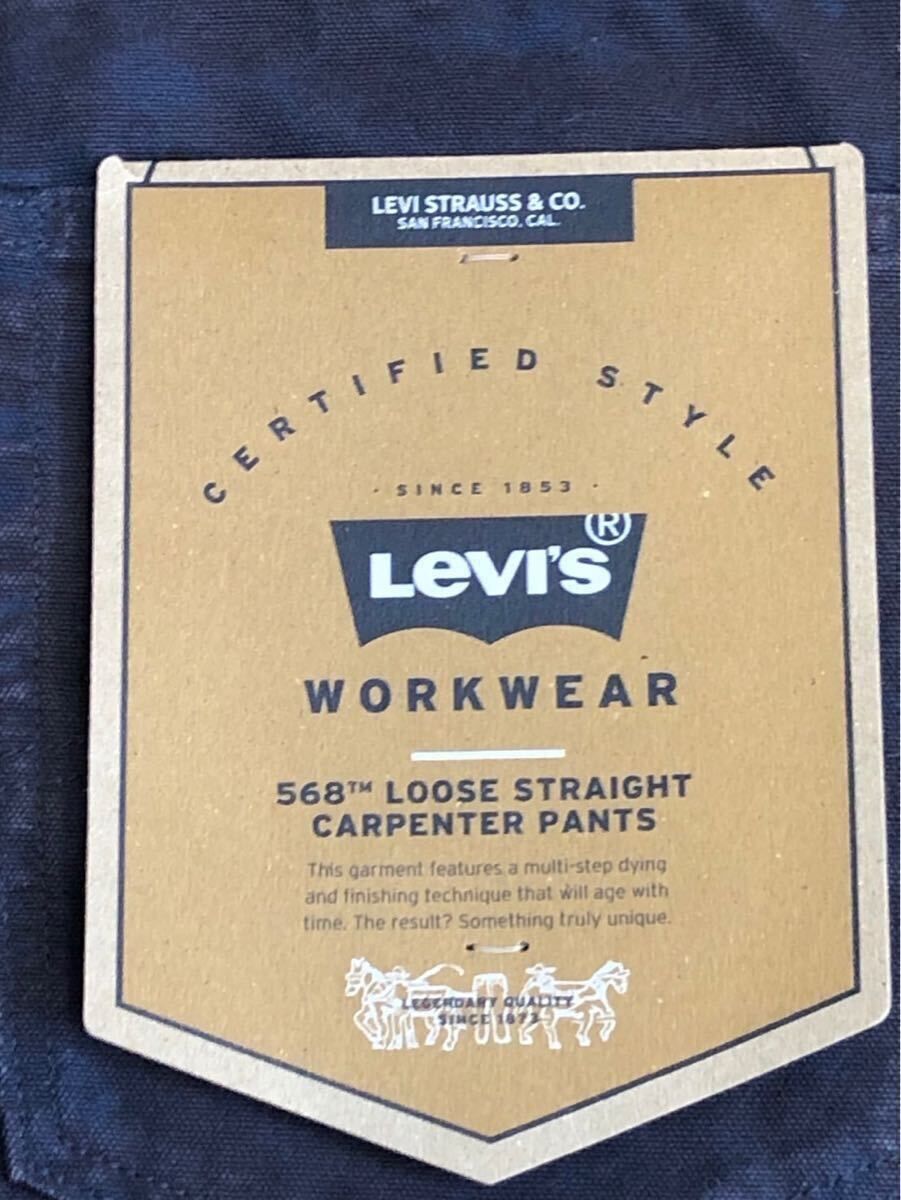 LEVI STRAUSS & CO.
SAN FRANCISCO, CAL.
CERTIFIED STYLE
· SINCE 1853 ·
LEVI'S ®
WORKWEAR
568™ LOOSE STRAIGHT
CARPENTER PANTS
This garment features a multi-step dying
and finishing technique that will age with
time. The result? Something truly unique.
LEGENDARY QUALITY
SINCE 1873